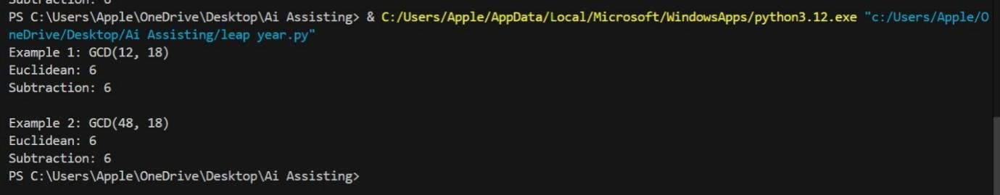 Subtraction: 6
PS C:\Users\Apple\OneDrive\Desktop\Ai Assisting> & C:/Users/Apple/AppData/Local/Microsoft/WindowsApps/python3.12.exe "c:/Users/Apple/O
neDrive/Desktop/Ai Assisting/leap year.py"
Example 1: GCD(12, 18)
Euclidean: 6
Subtraction: 6

Example 2: GCD(48, 18)
Euclidean: 6
Subtraction: 6
PS C:\Users\Apple\OneDrive\Desktop\Ai Assisting>